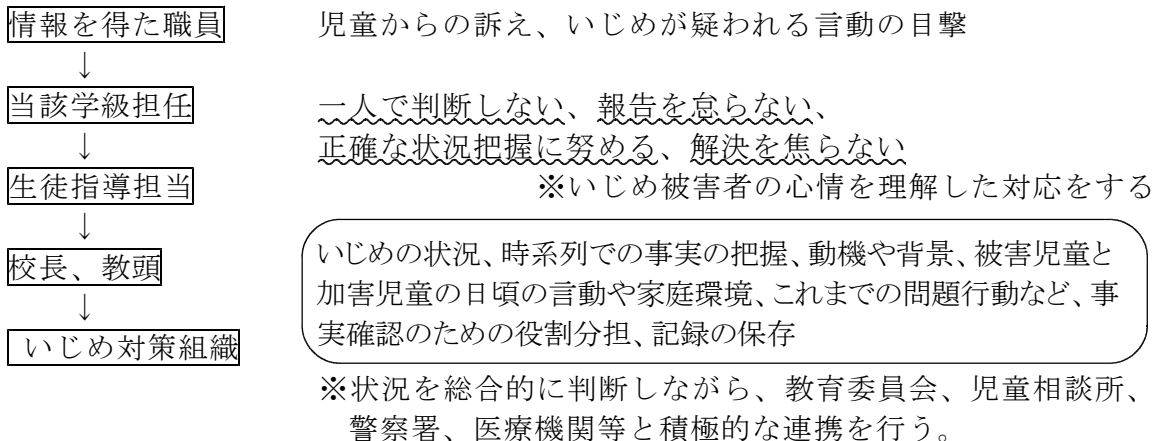 情報を得た職員　児童からの訴え、いじめが疑われる言動の目撃
↓
当該学級担任　一人で判断しない、報告を怠らない、
↓　正確な状況把握に努める、解決を焦らない
生徒指導担当　※いじめ被害者の心情を理解した対応をする
↓
校長、教頭
↓
いじめ対策組織
いじめの状況、時系列での事実の把握、動機や背景、被害児童と
加害児童の日頃の言動や家庭環境、これまでの問題行動など、事
実確認のための役割分担、記録の保存
※状況を総合的に判断しながら、教育委員会、児童相談所、
警察署、医療機関等と積極的な連携を行う。